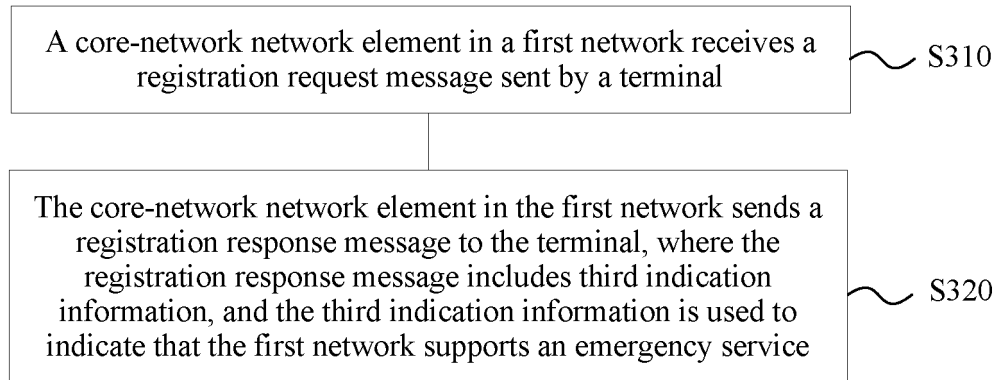 A core-network network element in a first network receives a
registration request message sent by a terminal
S310
The core-network network element in the first network sends a
registration response message to the terminal, where the
registration response message includes third indication
information, and the third indication information is used to
indicate that the first network supports an emergency service
S320